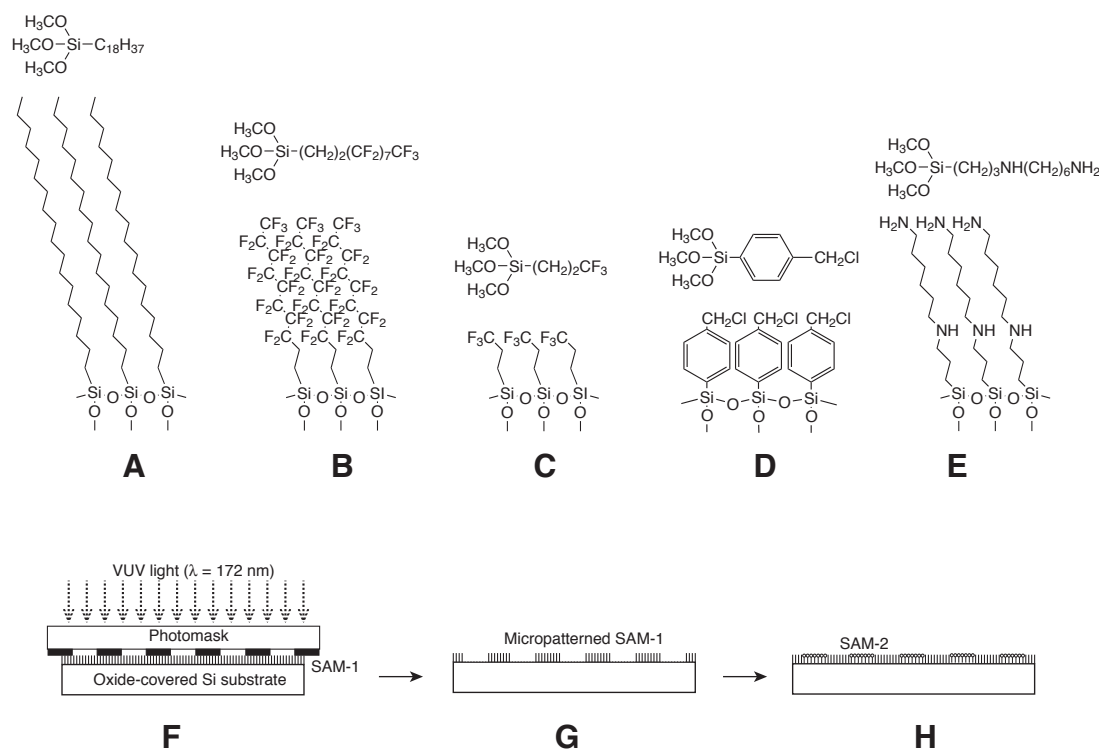 H3CO
H3CO–Si–C18H37
H3CO
Si O Si O Si
O O O
A
H3CO
H3CO–Si–(CH2)2(CF2)7CF3
H3CO
CF3 CF3 CF3
F2C F2C F2C
CF2 CF2 CF2
F2C F2C F2C
CF2 CF2 CF2
F2C F2C F2C
CF2 CF2 CF2
F2C F2C F2C
Si O Si O SI
O O O
B
H3CO
H3CO–Si–(CH2)2CF3
H3CO
F3C F3C F3C
Si O Si O SI
O O O
C
H3CO
H3CO–Si CH2Cl
H3CO
CH2Cl CH2Cl CH2Cl
Si O Si O Si
O O O
D
H3CO
H3CO–Si–(CH2)3NH(CH2)6NH2
H3CO
H2N H2N H2N
NH NH NH
Si O Si O Si
O O O
E
VUV light (λ = 172 nm)
Photomask
SAM-1
Oxide-covered Si substrate
F
Micropatterned SAM-1
G
SAM-2
H